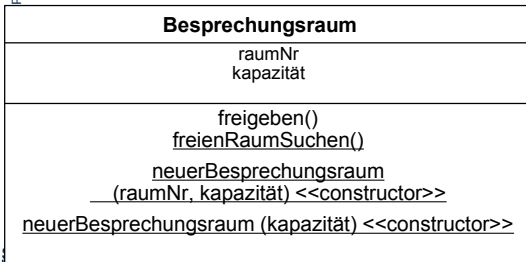 Besprechungsraum
raumNr
kapazität
freigeben()
freienRaumSuchen()
neuerBesprechungsraum
(raumNr, kapazität) <<constructor>>
neuerBesprechungsraum (kapazität) <<constructor>>